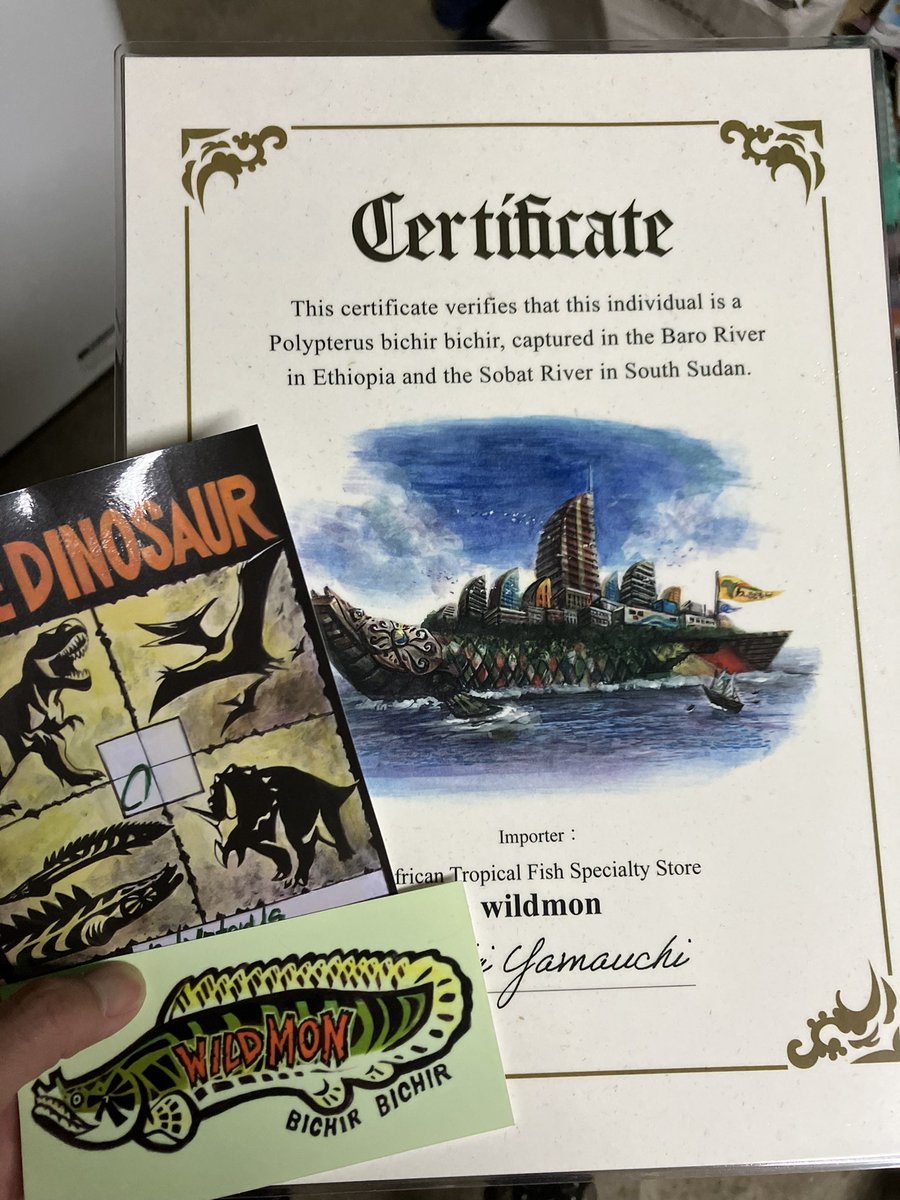 Certificate
This certificate verifies that this individual is a
Polypterus bichir bichir, captured in the Baro River
in Ethiopia and the Sobat River in South Sudan.
Importer：
frican Tropical Fish Specialty Store
wildmon
Yamauchi
E DINOSAUR
WILDMON
BICHIR BICHIR